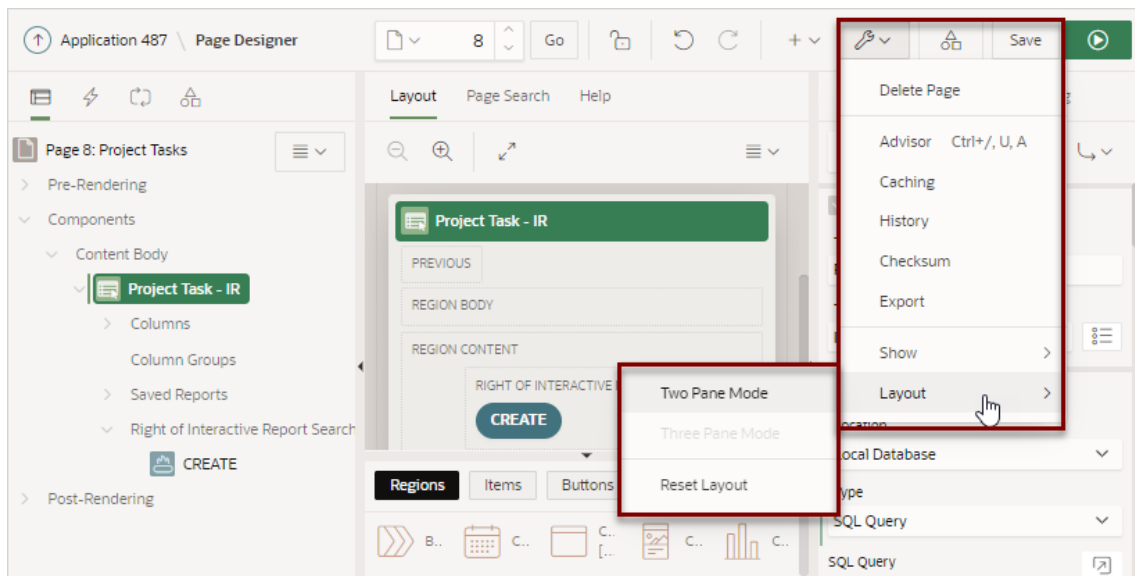 Application 487 \ Page Designer
8
Go
Save
Layout Page Search Help
Page 8: Project Tasks
Pre-Rendering
Components
Content Body
Project Task - IR
Columns
Column Groups
Saved Reports
Right of Interactive Report Search
CREATE
Post-Rendering
Project Task - IR
PREVIOUS
REGION BODY
REGION CONTENT
RIGHT OF INTERACTIVE
CREATE
Regions Items Buttons
B.. C.. C.. [... C.. C..
Delete Page
Advisor Ctrl+/, U, A
Caching
History
Checksum
Export
Show
Layout
Two Pane Mode
Three Pane Mode
Reset Layout
Location
Local Database
Type
SQL Query
SQL Query